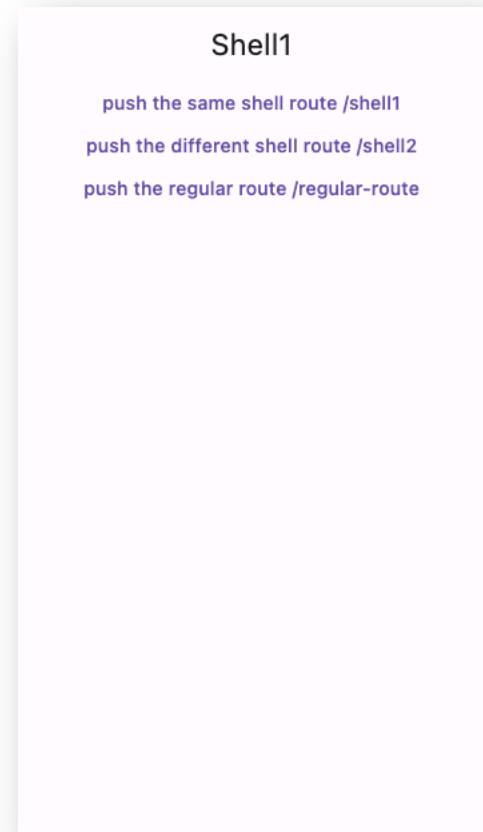 Shell1
push the same shell route /shell1
push the different shell route /shell2
push the regular route /regular-route